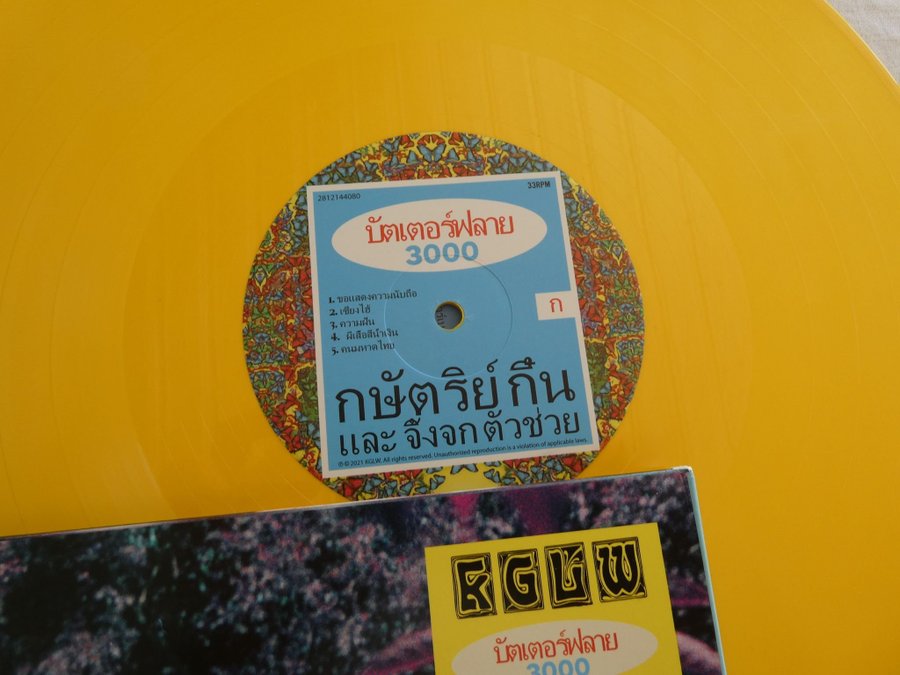 2812144080
33RPM
บัตเตอร์ฟลาย
3000
1. ขอแสดงความนับถือ
2. เซี่ยงไฮ้
3. ความฝัน
4. ผีเสื้อสีน้ำเงิน
5. คนมหาดไทย
ก
กษัตริย์ กึ๊น
และ จิ้งจก ตัวช่วย
℗ © 2021 KGLW. All rights reserved. Unauthorized reproduction is a violation of applicable laws.
KGLW
บัตเตอร์ฟลาย
3000